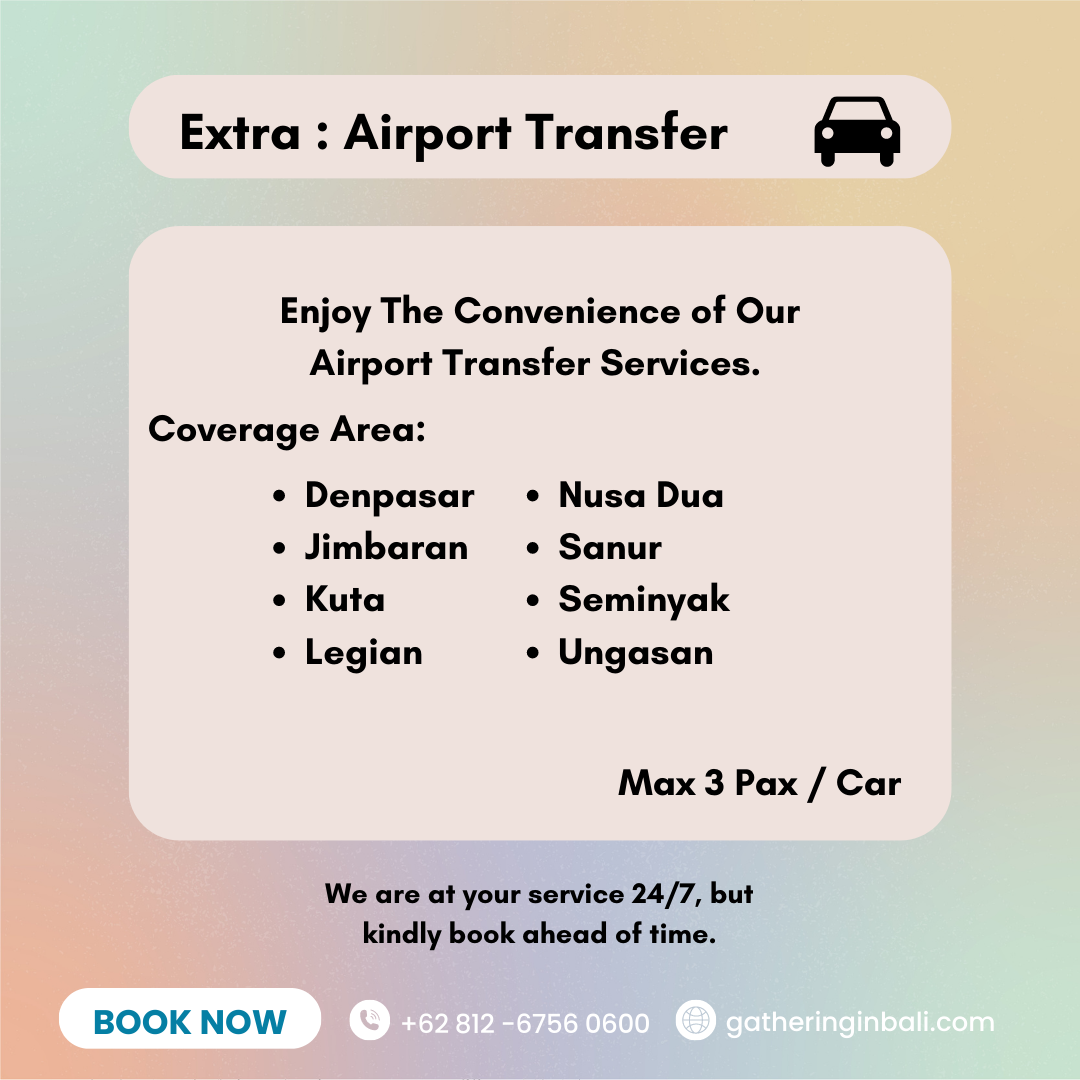 Extra : Airport Transfer
Enjoy The Convenience of Our
Airport Transfer Services.
Coverage Area:
• Denpasar
• Jimbaran
• Kuta
• Legian
• Nusa Dua
• Sanur
• Seminyak
• Ungasan
Max 3 Pax / Car
We are at your service 24/7, but
kindly book ahead of time.
BOOK NOW
+62 812 -6756 0600
gatheringinbali.com